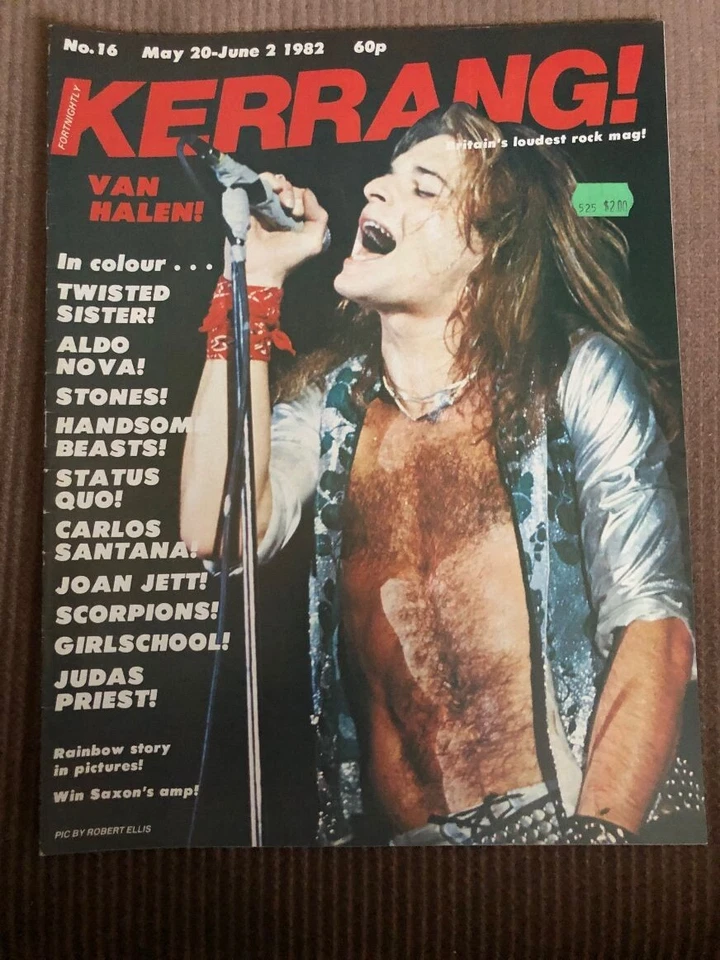 No.16 May 20-June 2 1982 60p
FORTNIGHTLY
KERRANG!
Britain's loudest rock mag!
VAN
HALEN!
525 $2.00
In colour . . .
TWISTED
SISTER!
ALDO
NOVA!
STONES!
HANDSOME
BEASTS!
STATUS
QUO!
CARLOS
SANTANA!
JOAN JETT!
SCORPIONS!
GIRLSCHOOL!
JUDAS
PRIEST!
Rainbow story
in pictures!
Win Saxon's amp!
PIC BY ROBERT ELLIS